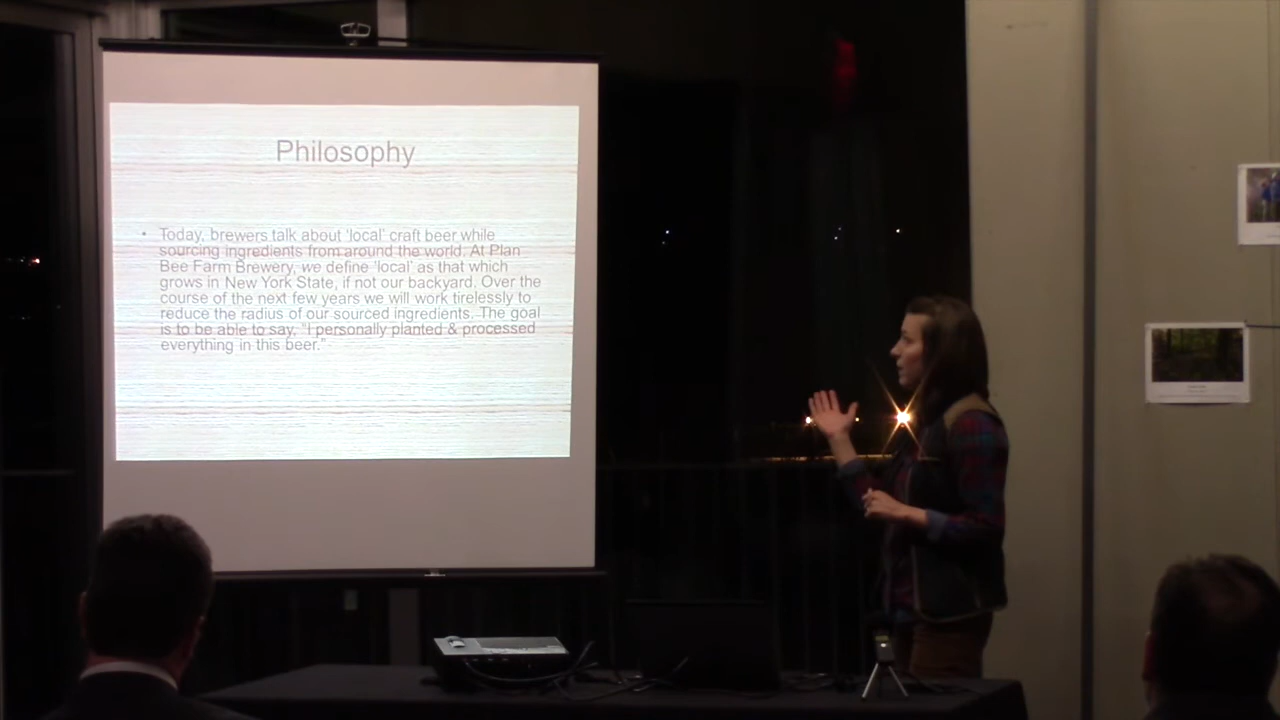 Philosophy
• Today, brewers talk about 'local' craft beer while
sourcing ingredients from around the world. At Plan
Bee Farm Brewery, we define 'local' as that which
grows in New York State, if not our backyard. Over the
course of the next few years we will work tirelessly to
reduce the radius of our sourced ingredients. The goal
is to be able to say, "I personally planted & processed
everything in this beer."